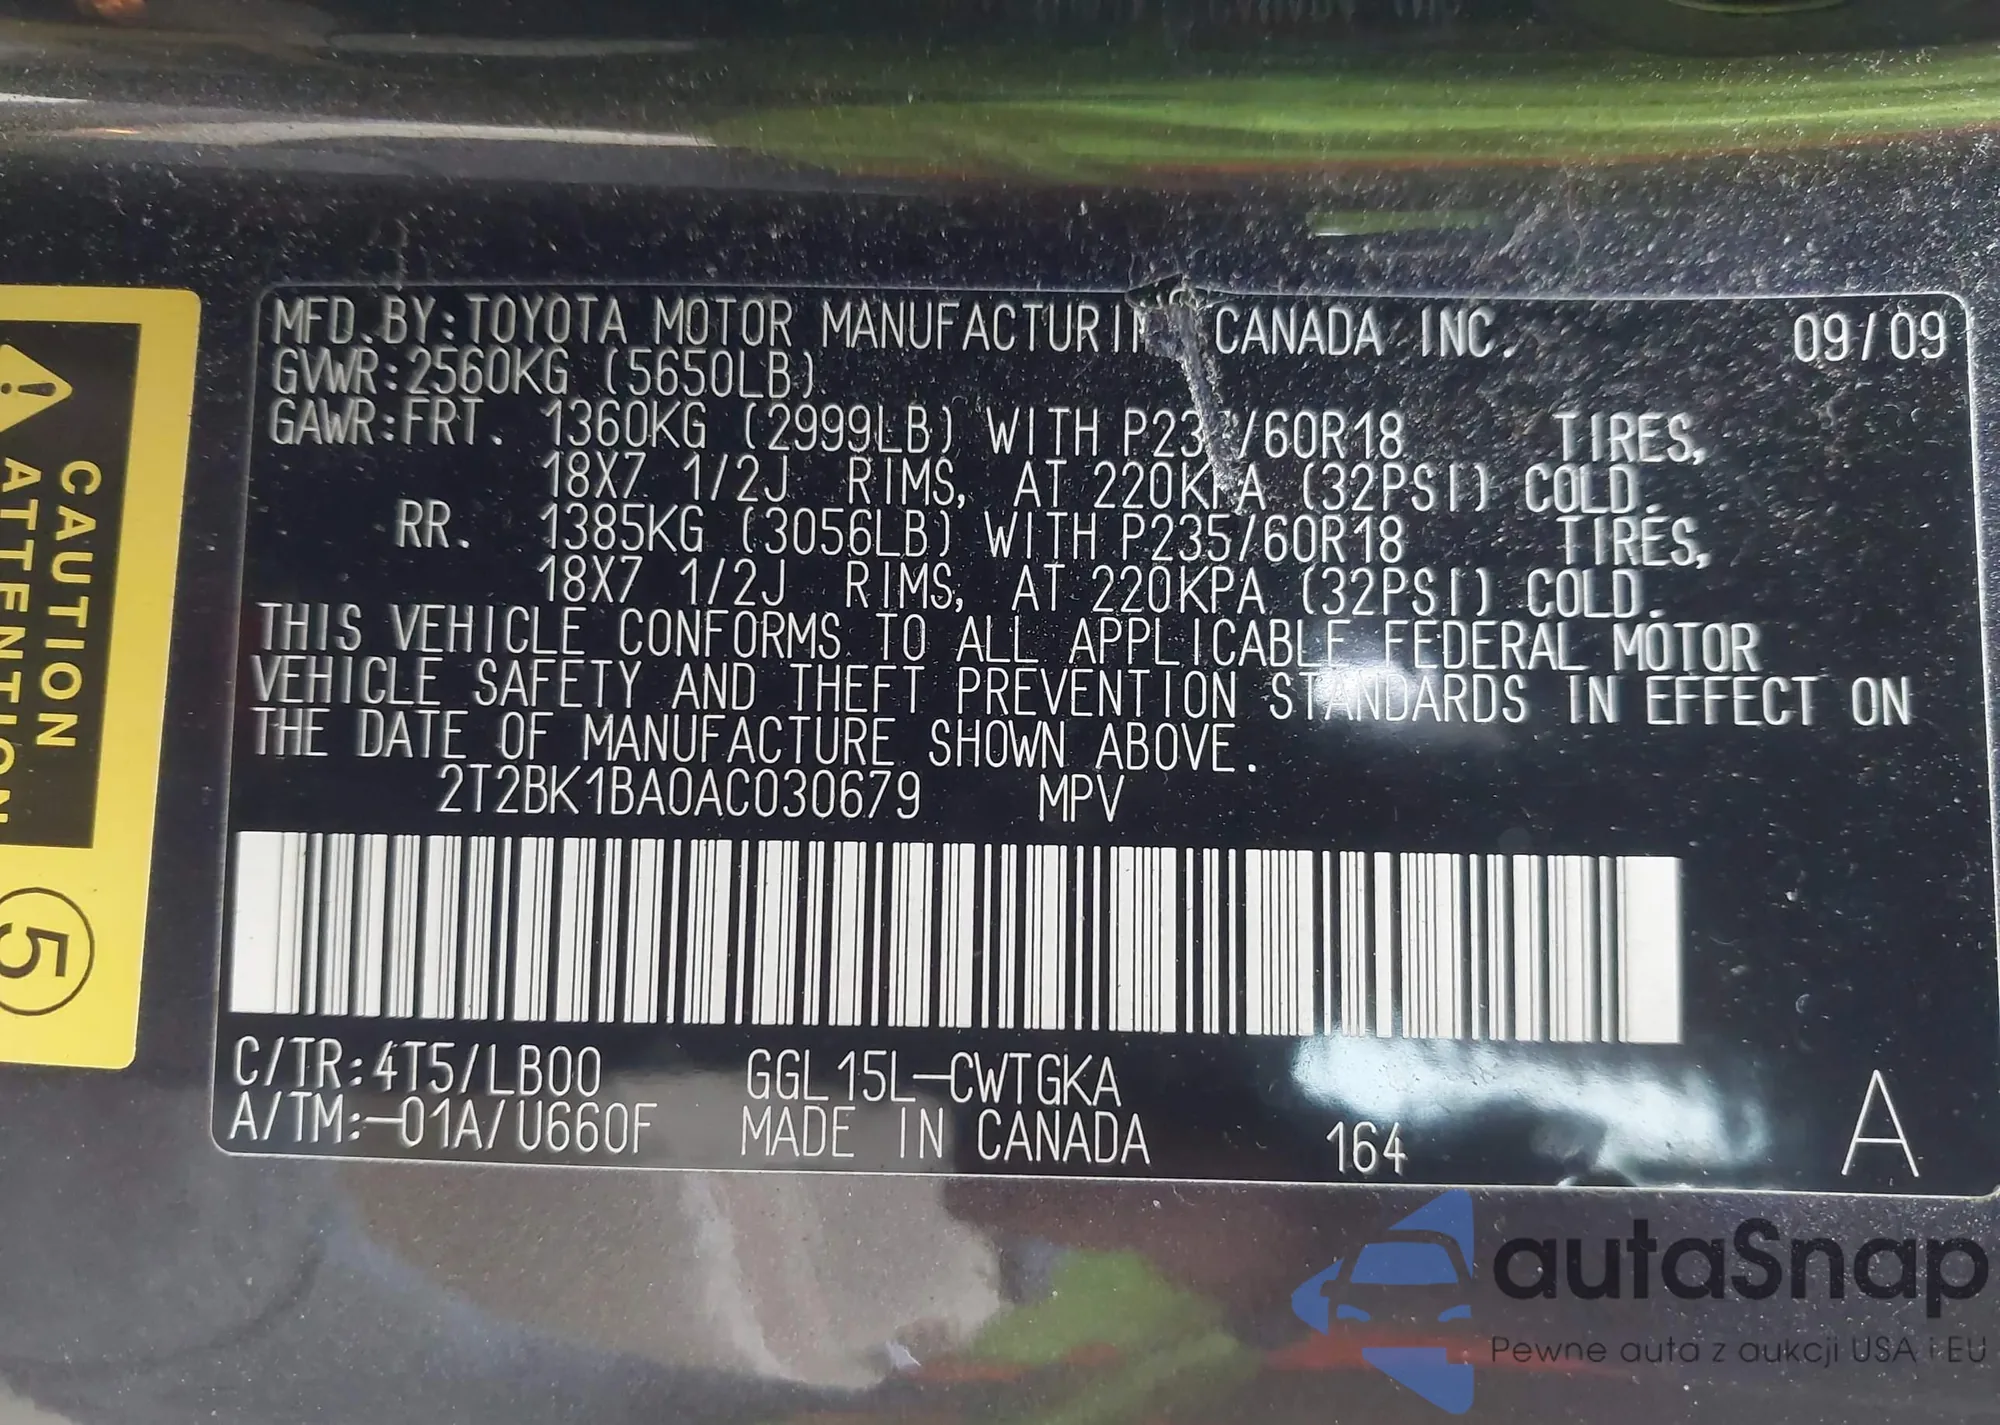 MFD.BY:TOYOTA MOTOR MANUFACTURIN CANADA INC. 09/09
GVWR:2560KG (5650LB)
GAWR:FRT. 1360KG (2999LB) WITH P235/60R18 TIRES,
18X7 1/2J RIMS, AT 220KPA (32PSI) COLD.
RR. 1385KG (3056LB) WITH P235/60R18 TIRES,
18X7 1/2J RIMS, AT 220KPA (32PSI) COLD.
THIS VEHICLE CONFORMS TO ALL APPLICABLE FEDERAL MOTOR
VEHICLE SAFETY AND THEFT PREVENTION STANDARDS IN EFFECT ON
THE DATE OF MANUFACTURE SHOWN ABOVE.
2T2BK1BA0AC030679 MPV
C/TR:4T5/LB00 GGL15L-CWTGKA
A/TM:-01A/U660F MADE IN CANADA 164 A
CAUTION
ATTENTION
5
autaSnap
Pewne auta z aukcji USA i EU